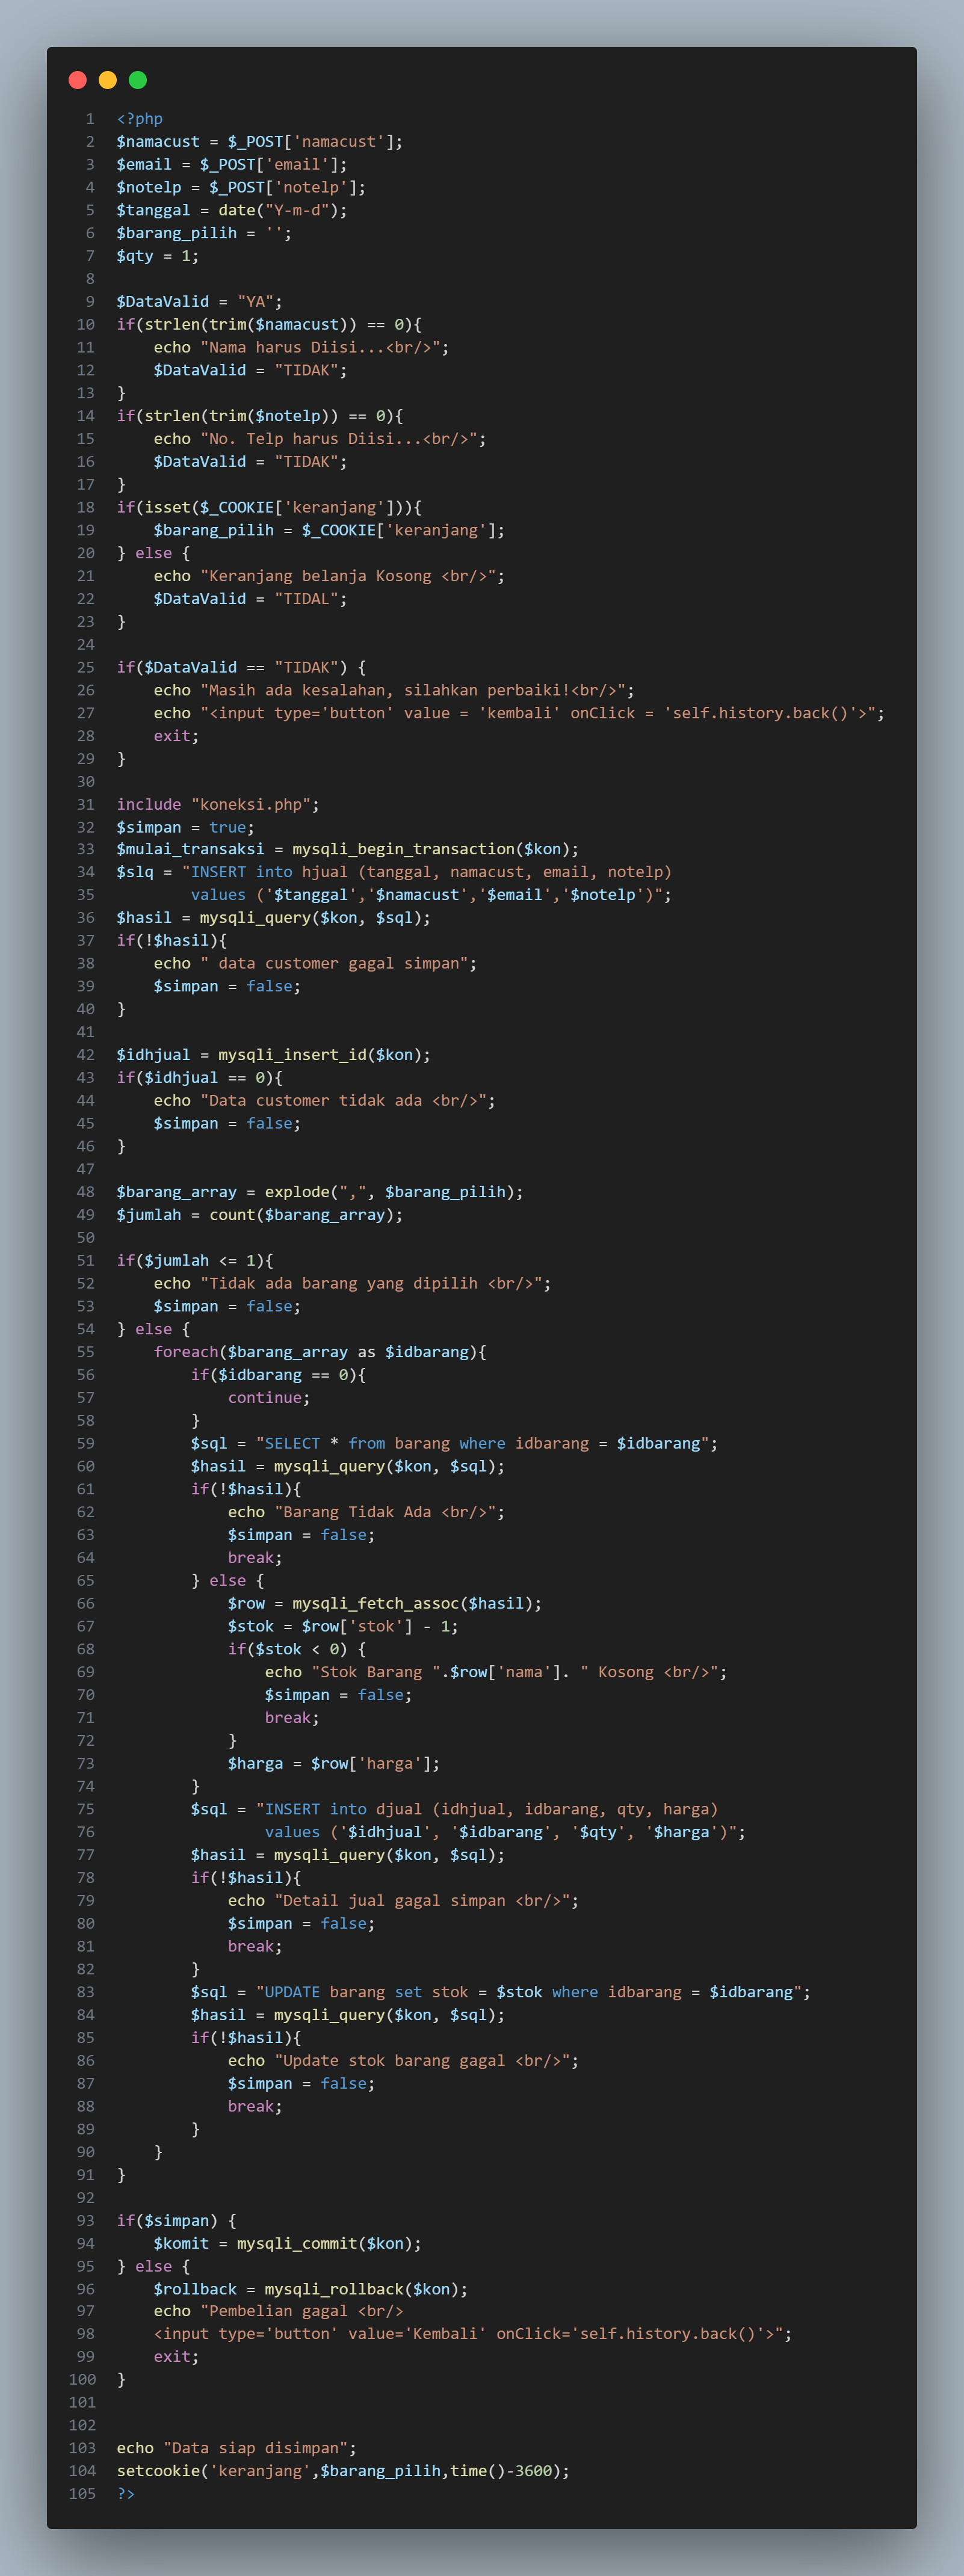 1 <?php
2 $namacust = $_POST['namacust'];
3 $email = $_POST['email'];
4 $notelp = $_POST['notelp'];
5 $tanggal = date("Y-m-d");
6 $barang_pilih = '';
7 $qty = 1;
8
9 $DataValid = "YA";
10 if(strlen(trim($namacust)) == 0){
11     echo "Nama harus Diisi...<br/>";
12     $DataValid = "TIDAK";
13 }
14 if(strlen(trim($notelp)) == 0){
15     echo "No. Telp harus Diisi...<br/>";
16     $DataValid = "TIDAK";
17 }
18 if(isset($_COOKIE['keranjang'])){
19     $barang_pilih = $_COOKIE['keranjang'];
20 } else {
21     echo "Keranjang belanja Kosong <br/>";
22     $DataValid = "TIDAL";
23 }
24
25 if($DataValid == "TIDAK") {
26     echo "Masih ada kesalahan, silahkan perbaiki!<br/>";
27     echo "<input type='button' value = 'kembali' onClick = 'self.history.back()'>";
28     exit;
29 }
30
31 include "koneksi.php";
32 $simpan = true;
33 $mulai_transaksi = mysqli_begin_transaction($kon);
34 $slq = "INSERT into hjual (tanggal, namacust, email, notelp)
35         values ('$tanggal','$namacust','$email','$notelp')";
36 $hasil = mysqli_query($kon, $sql);
37 if(!$hasil){
38     echo " data customer gagal simpan";
39     $simpan = false;
40 }
41
42 $idhjual = mysqli_insert_id($kon);
43 if($idhjual == 0){
44     echo "Data customer tidak ada <br/>";
45     $simpan = false;
46 }
47
48 $barang_array = explode(",", $barang_pilih);
49 $jumlah = count($barang_array);
50
51 if($jumlah <= 1){
52     echo "Tidak ada barang yang dipilih <br/>";
53     $simpan = false;
54 } else {
55     foreach($barang_array as $idbarang){
56         if($idbarang == 0){
57             continue;
58         }
59         $sql = "SELECT * from barang where idbarang = $idbarang";
60         $hasil = mysqli_query($kon, $sql);
61         if(!$hasil){
62             echo "Barang Tidak Ada <br/>";
63             $simpan = false;
64             break;
65         } else {
66             $row = mysqli_fetch_assoc($hasil);
67             $stok = $row['stok'] - 1;
68             if($stok < 0) {
69                 echo "Stok Barang ".$row['nama']. " Kosong <br/>";
70                 $simpan = false;
71                 break;
72             }
73             $harga = $row['harga'];
74         }
75         $sql = "INSERT into djual (idhjual, idbarang, qty, harga)
76                 values ('$idhjual', '$idbarang', '$qty', '$harga')";
77         $hasil = mysqli_query($kon, $sql);
78         if(!$hasil){
79             echo "Detail jual gagal simpan <br/>";
80             $simpan = false;
81             break;
82         }
83         $sql = "UPDATE barang set stok = $stok where idbarang = $idbarang";
84         $hasil = mysqli_query($kon, $sql);
85         if(!$hasil){
86             echo "Update stok barang gagal <br/>";
87             $simpan = false;
88             break;
89         }
90     }
91 }
92
93 if($simpan) {
94     $komit = mysqli_commit($kon);
95 } else {
96     $rollback = mysqli_rollback($kon);
97     echo "Pembelian gagal <br/>
98     <input type='button' value='Kembali' onClick='self.history.back()'>";
99     exit;
100 }
101
102
103 echo "Data siap disimpan";
104 setcookie('keranjang',$barang_pilih,time()-3600);
105 ?>